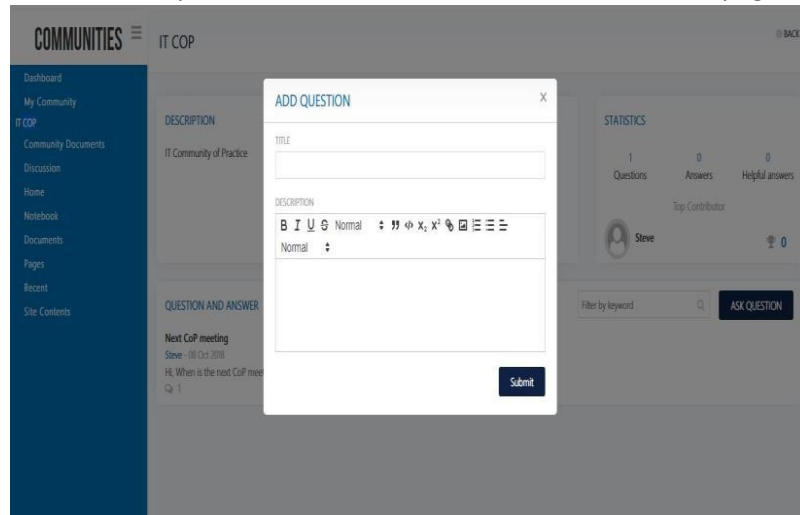 COMMUNITIES
IT COP
BACK
Dashboard
My Community
IT COP
Community Documents
Discussion
Home
Notebook
Documents
Pages
Recent
Site Contents
DESCRIPTION
IT Community of Practice
ADD QUESTION
X
TITLE
DESCRIPTION
B I U S Normal X₂ X²
Normal
Submit
STATISTICS
1 0 0
Questions Answers Helpful answers
Top Contributor
Steve 0
QUESTION AND ANSWER
Filter by keyword
ASK QUESTION
Next CoP meeting
Steve - 08 Oct 2018
Hi, When is the next CoP mee
1